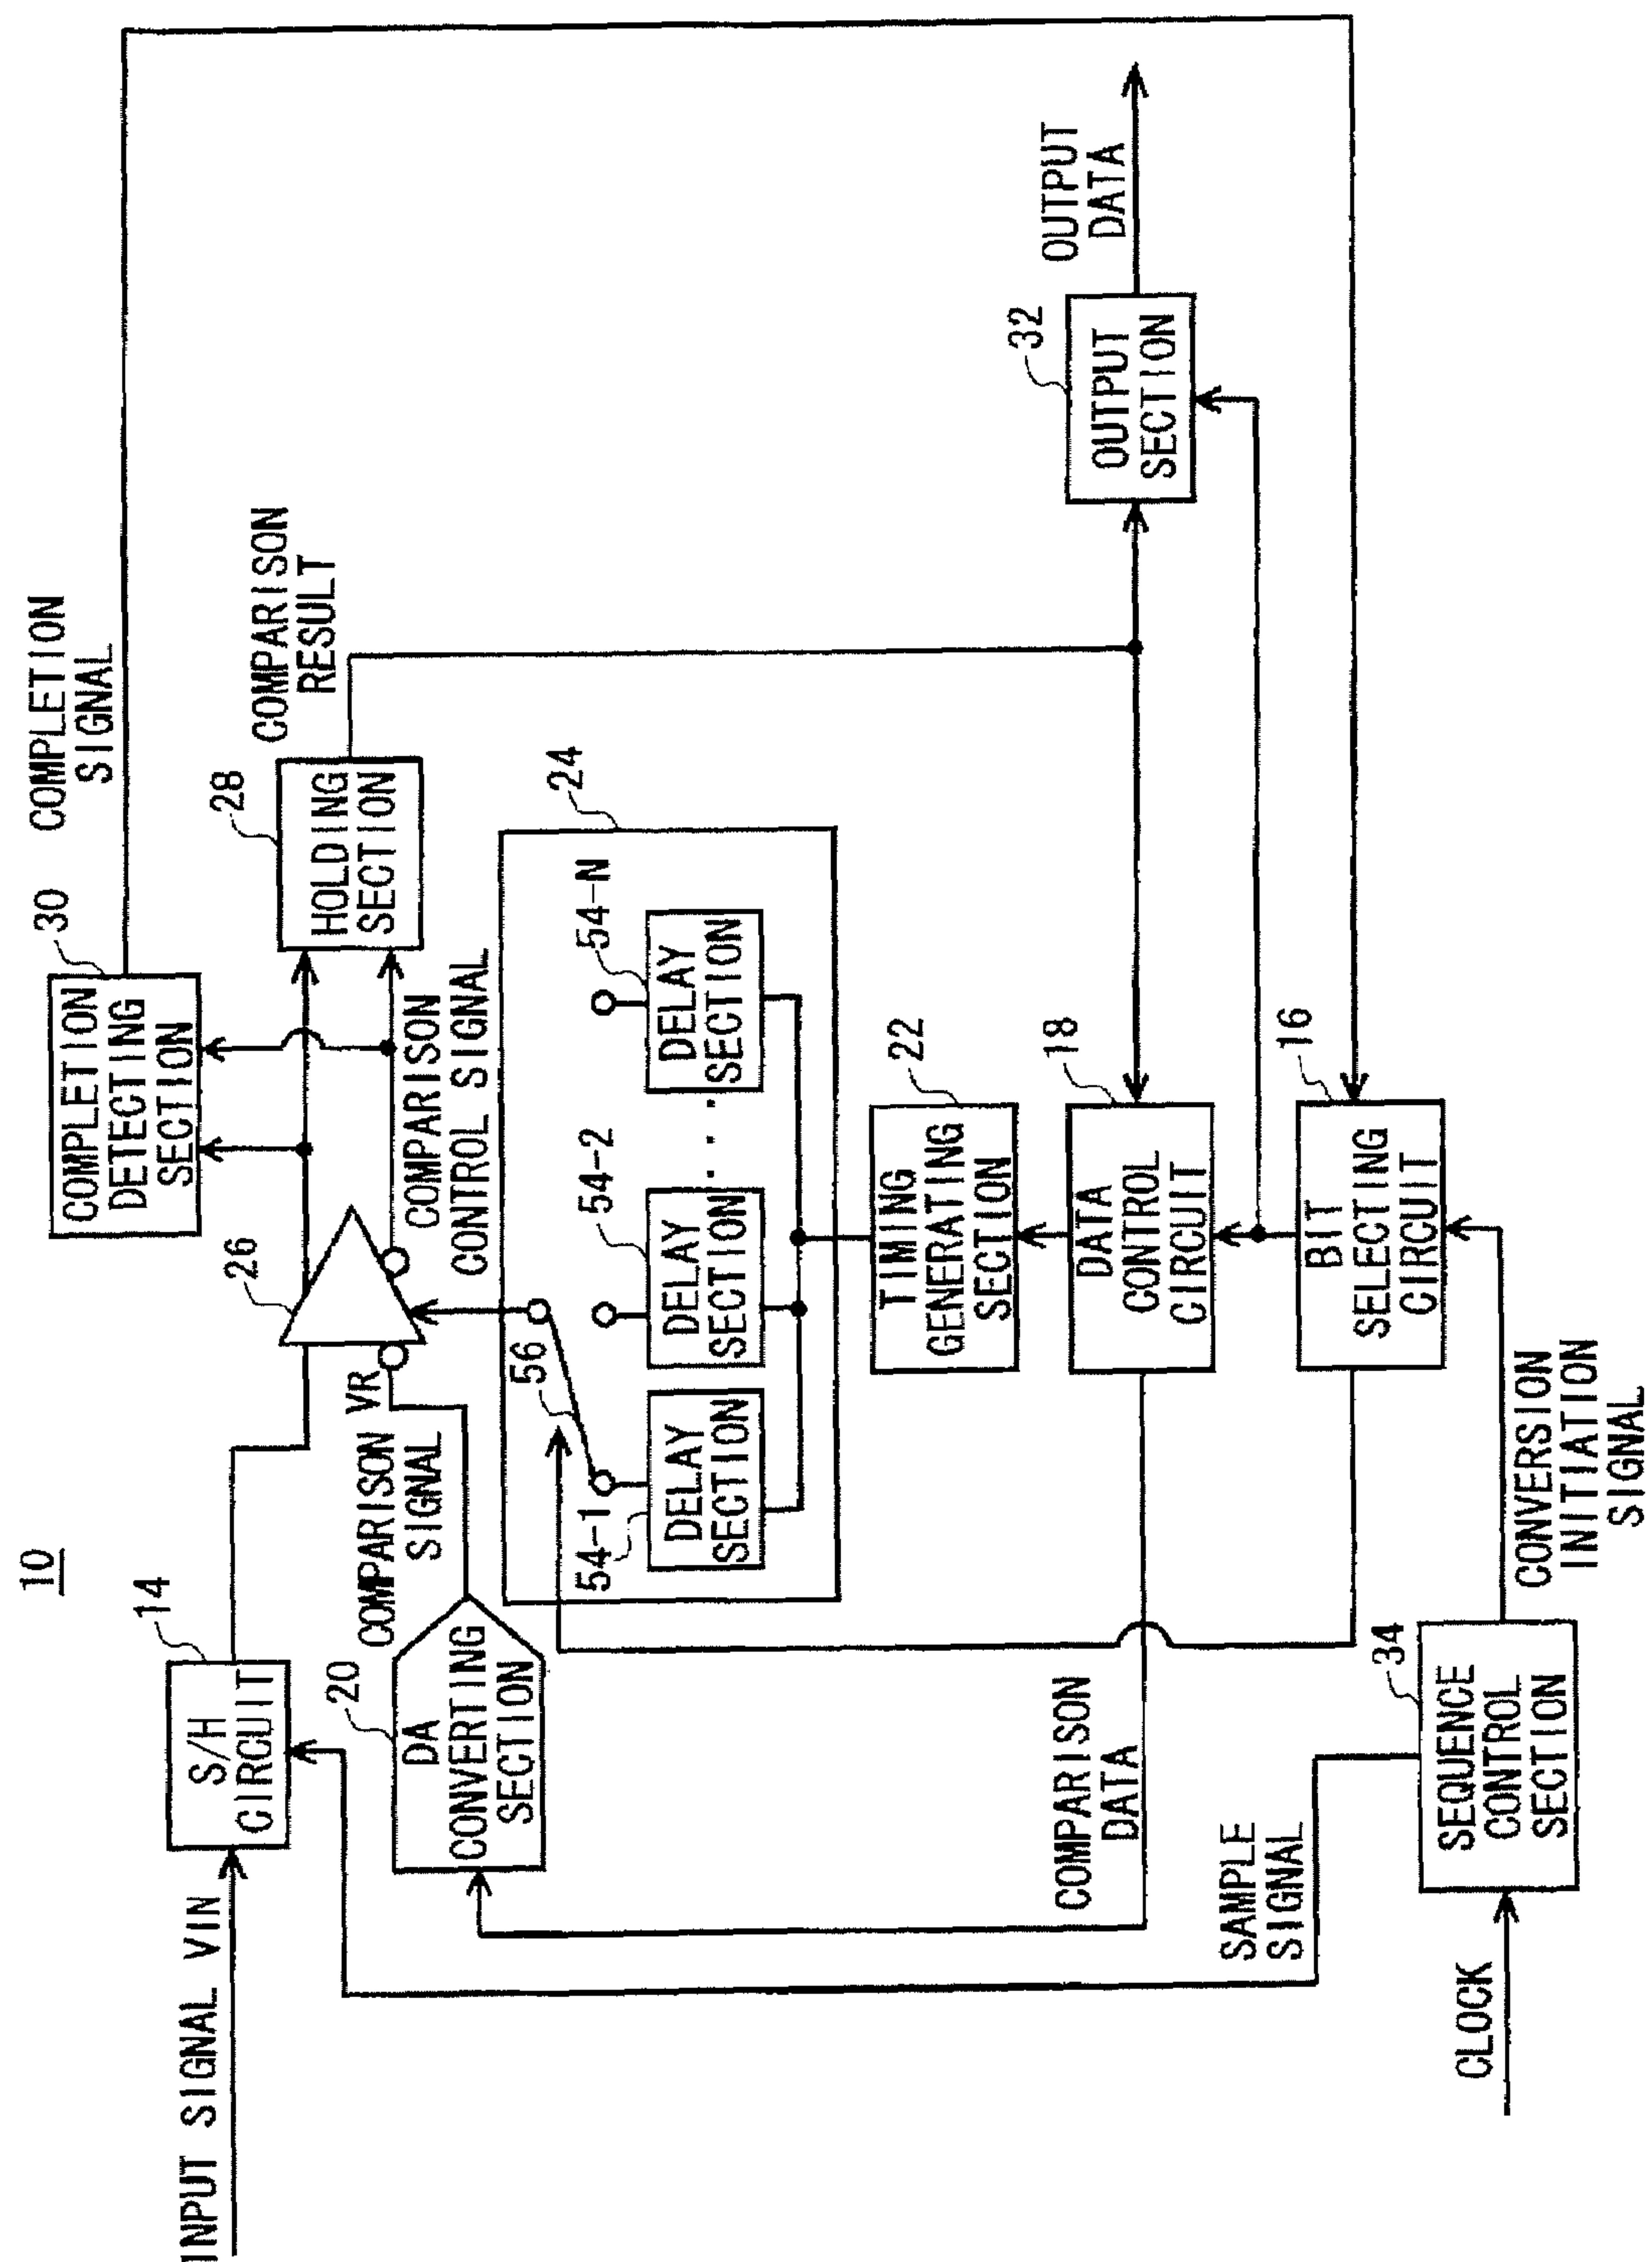 10
INPUT SIGNAL VIN
14
S/H
CIRCUIT
20
DA
CONVERTING
SECTION
COMPARISON VR
SIGNAL
26
30
COMPLETION
DETECTING
SECTION
COMPLETION
SIGNAL
28
HOLDING
SECTION
COMPARISON
RESULT
COMPARISON
CONTROL SIGNAL
24
56
54-1
DELAY
SECTION
54-2
DELAY
SECTION
...
54-N
DELAY
SECTION
22
TIMING
GENERATING
SECTION
18
DATA
CONTROL
CIRCUIT
16
BIT
SELECTING
CIRCUIT
32
OUTPUT
SECTION
OUTPUT
DATA
COMPARISON
DATA
SAMPLE
SIGNAL
34
SEQUENCE
CONTROL
SECTION
CONVERSION
INITIATION
SIGNAL
CLOCK